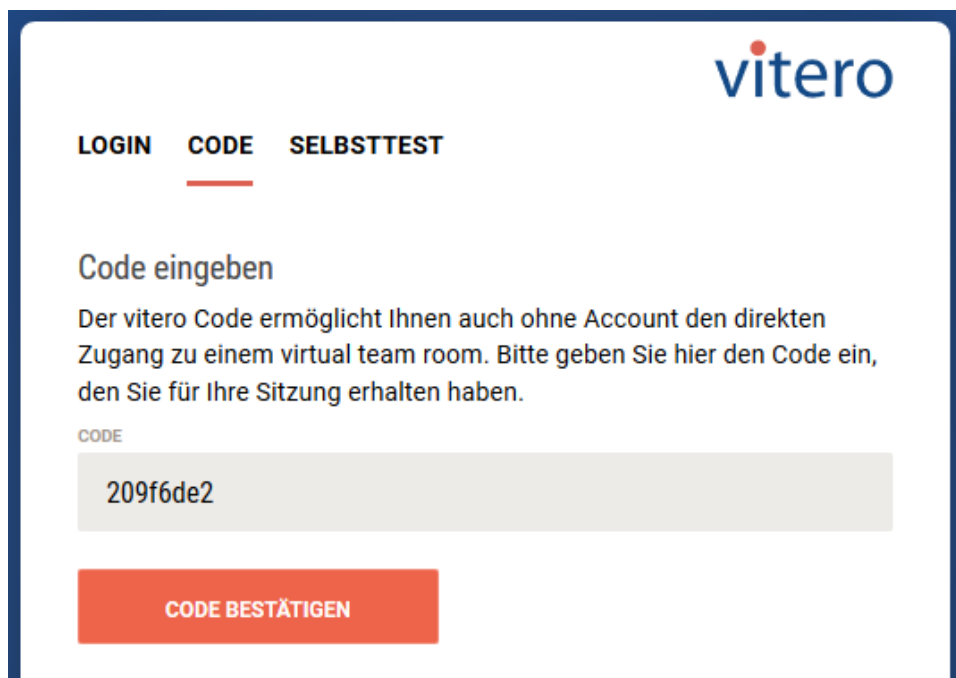 vitero
LOGIN CODE SELBSTTEST
Code eingeben
Der vitero Code ermöglicht Ihnen auch ohne Account den direkten
Zugang zu einem virtual team room. Bitte geben Sie hier den Code ein,
den Sie für Ihre Sitzung erhalten haben.
CODE
209f6de2
CODE BESTÄTIGEN